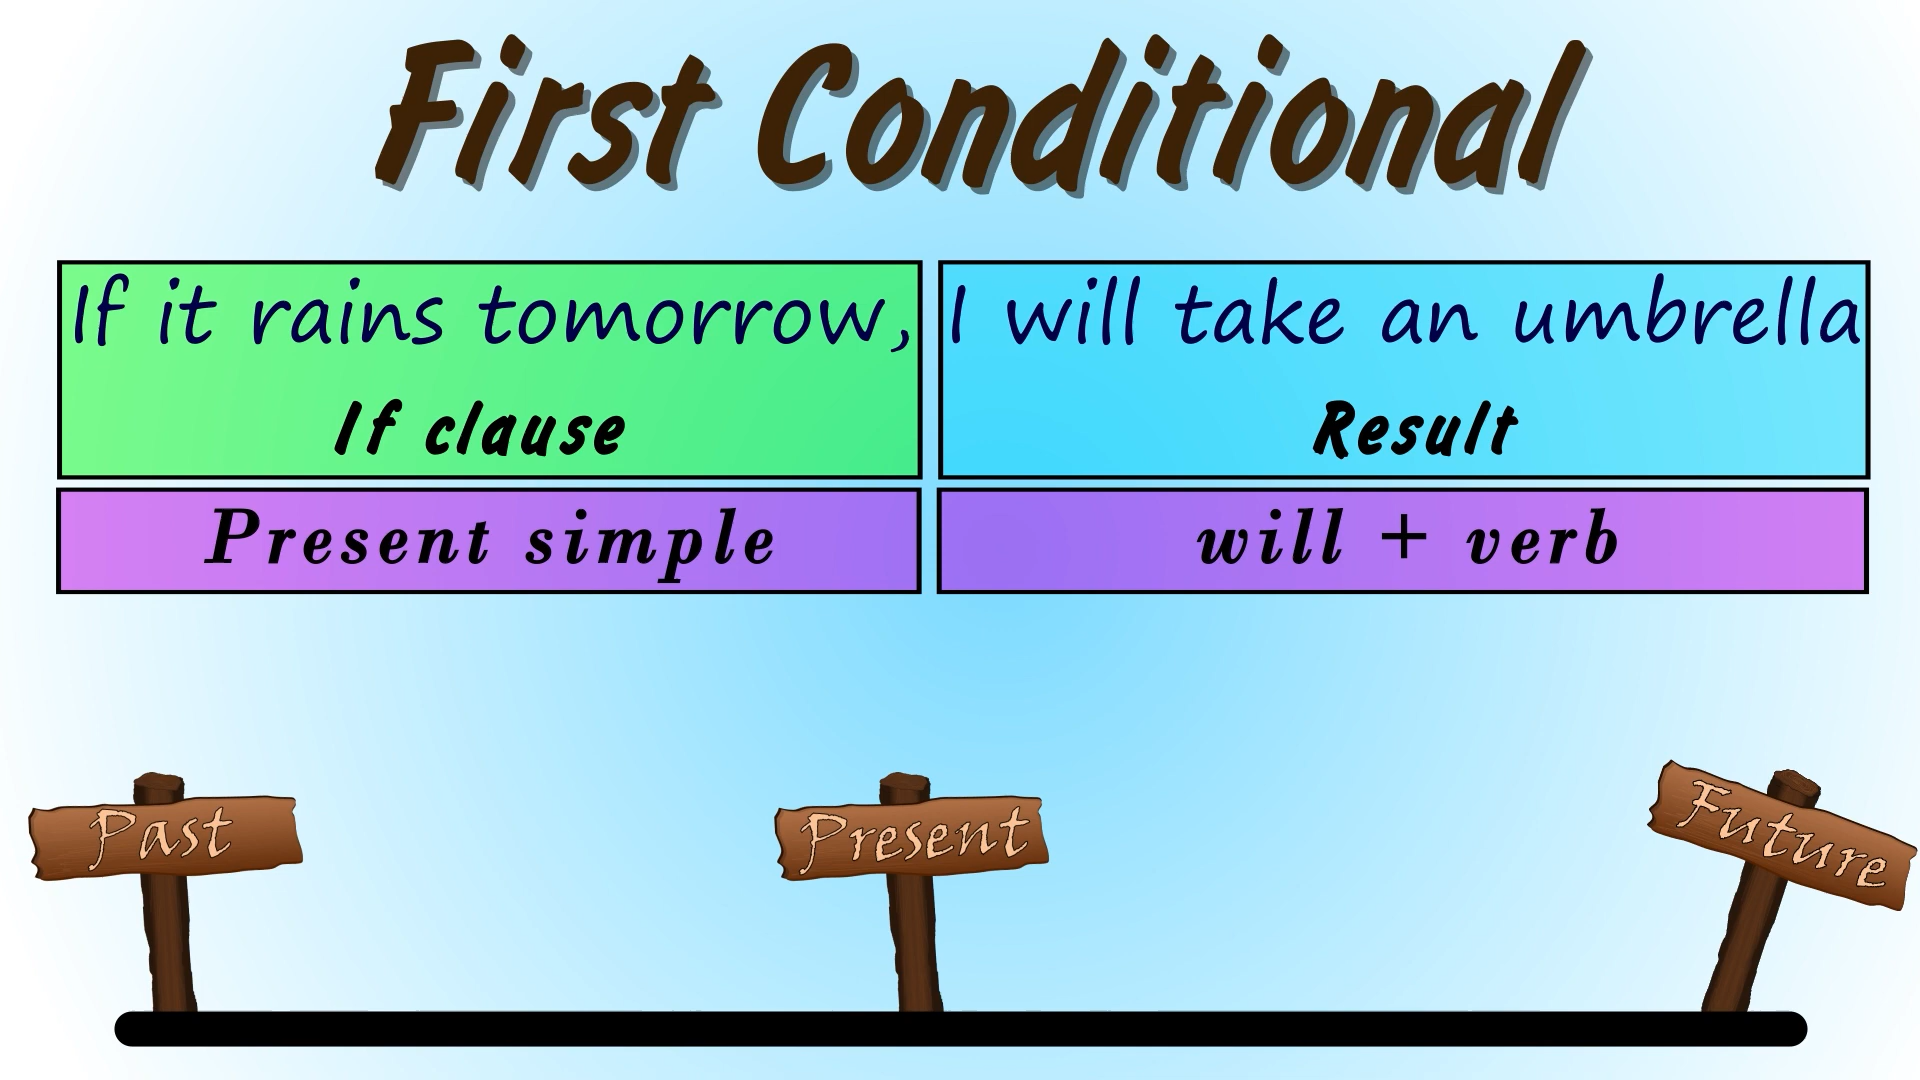 First Conditional
If it rains tomorrow, I will take an umbrella
If clause Result
Present simple will + verb
Past Present Future